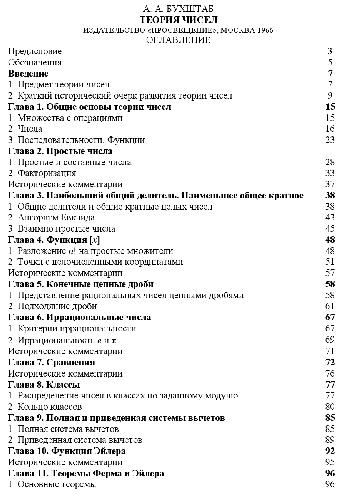 А. А. БУХШТАБ
ТЕОРИЯ ЧИСЕЛ
ИЗДАТЕЛЬСТВО «ПРОСВЕЩЕНИЕ», МОСКВА 1966
ОГЛАВЛЕНИЕ
Предисловие 3
Обозначения 5
Введение 7
1 Предмет теории чисел 7
2 Краткий исторический очерк развития теории чисел 9
Глава 1. Общие основы теории чисел 15
1 Множества с операциями 15
2 Числа 16
3 Последовательности. Функции 23
Глава 2. Простые числа
1 Простые и составные числа 28
2 Факторизация 33
Исторические комментарии 37
Глава 3. Наибольший общий делитель. Наименьшее общее кратное 38
1 Общие делители и общие кратные целых чисел 38
2 Алгоритм Евклида 43
3 Взаимно простые числа 45
Глава 4. Функция [x] 48
1 Разложение n! на простые множители 48
2 Точки с целочисленными координатами 51
Исторические комментарии 57
Глава 5. Конечные цепные дроби 58
1 Представление рациональных чисел цепными дробями 58
2 Подходящие дроби 61
Глава 6. Иррациональные числа 67
1 Критерии иррациональности 67
2 Иррациональность e и π 69
Исторические комментарии 71
Глава 7. Сравнения 72
Исторические комментарии 76
Глава 8. Классы 77
1 Распределение чисел в классах по заданному модулю 77
2 Кольцо классов 80
Глава 9. Полная и приведенная системы вычетов 85
1 Полная система вычетов 85
2 Приведенная система вычетов 89
Глава 10. Функция Эйлера 92
Исторические комментарии 95
Глава 11. Теоремы Ферма и Эйлера 96
1 Основные теоремы 96